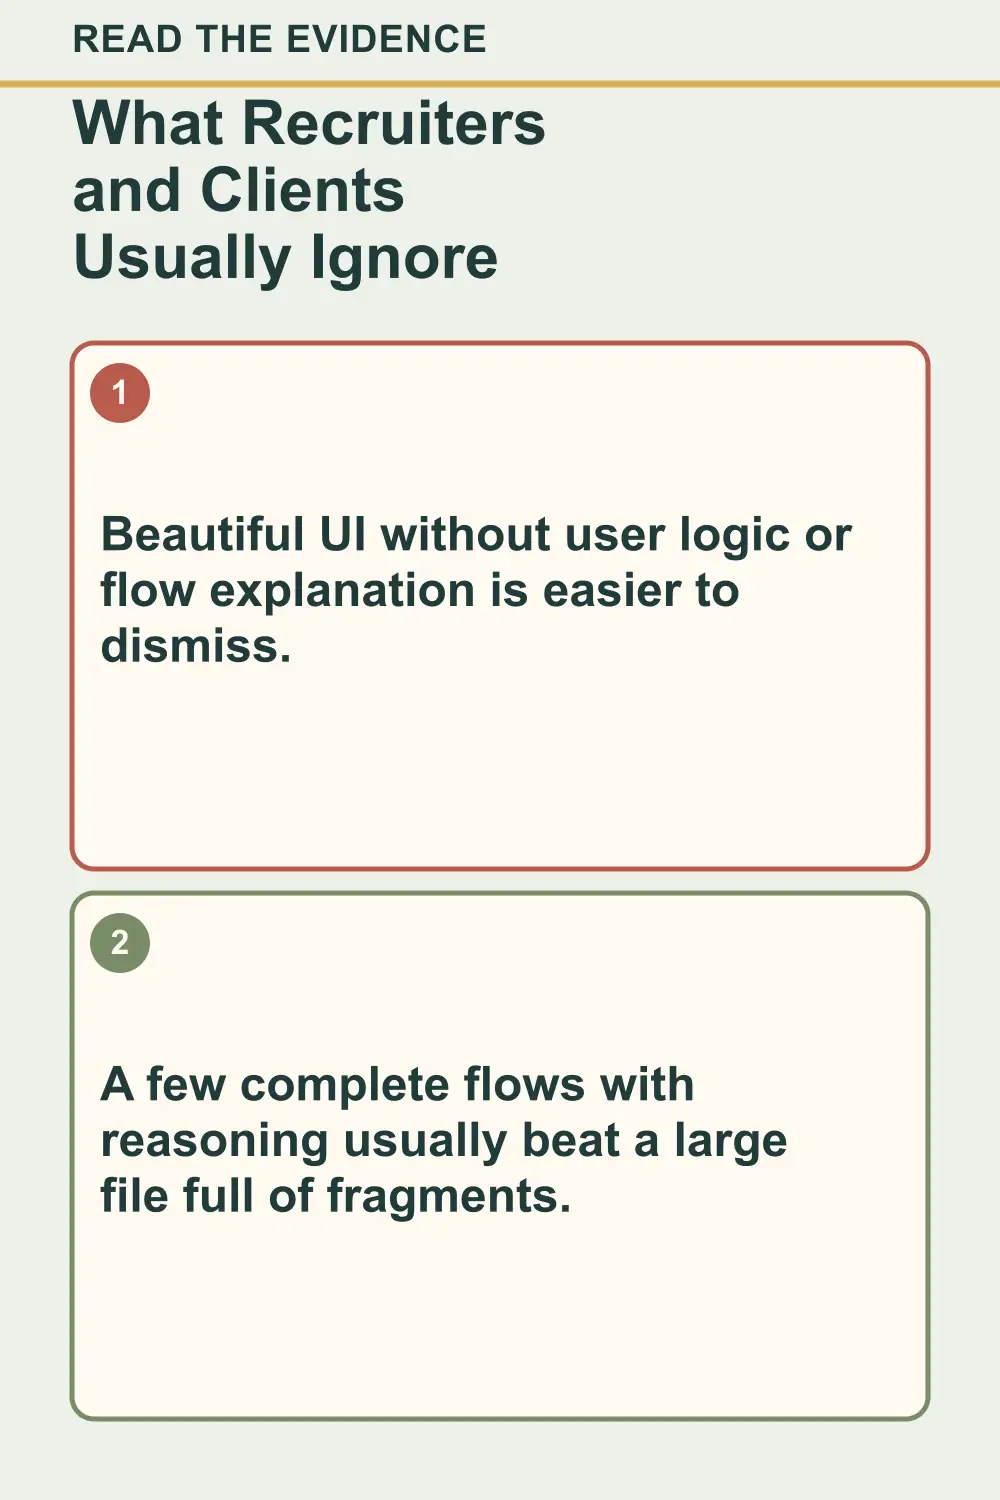 READ THE EVIDENCE
What Recruiters
and Clients
Usually Ignore
1
Beautiful UI without user logic or
flow explanation is easier to
dismiss.
2
A few complete flows with
reasoning usually beat a large
file full of fragments.